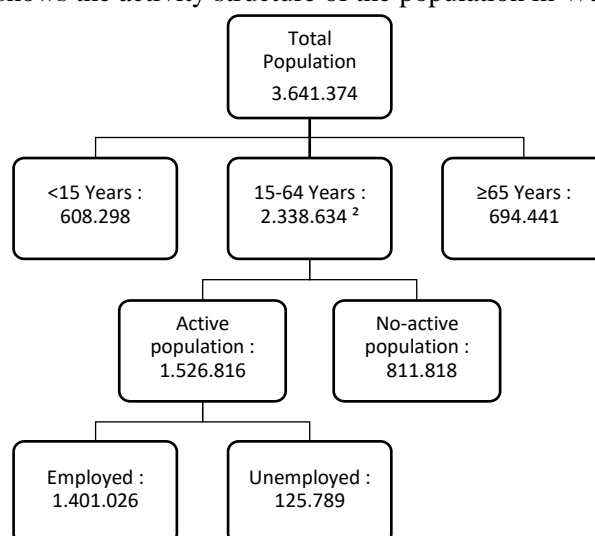 shows the activity structure of the population in
Total
Population
3.641.374
<15 Years :
608.298
15-64 Years :
2.338.634 ²
≥65 Years :
694.441
Active
population :
1.526.816
No-active
population :
811.818
Employed :
1.401.026
Unemployed :
125.789